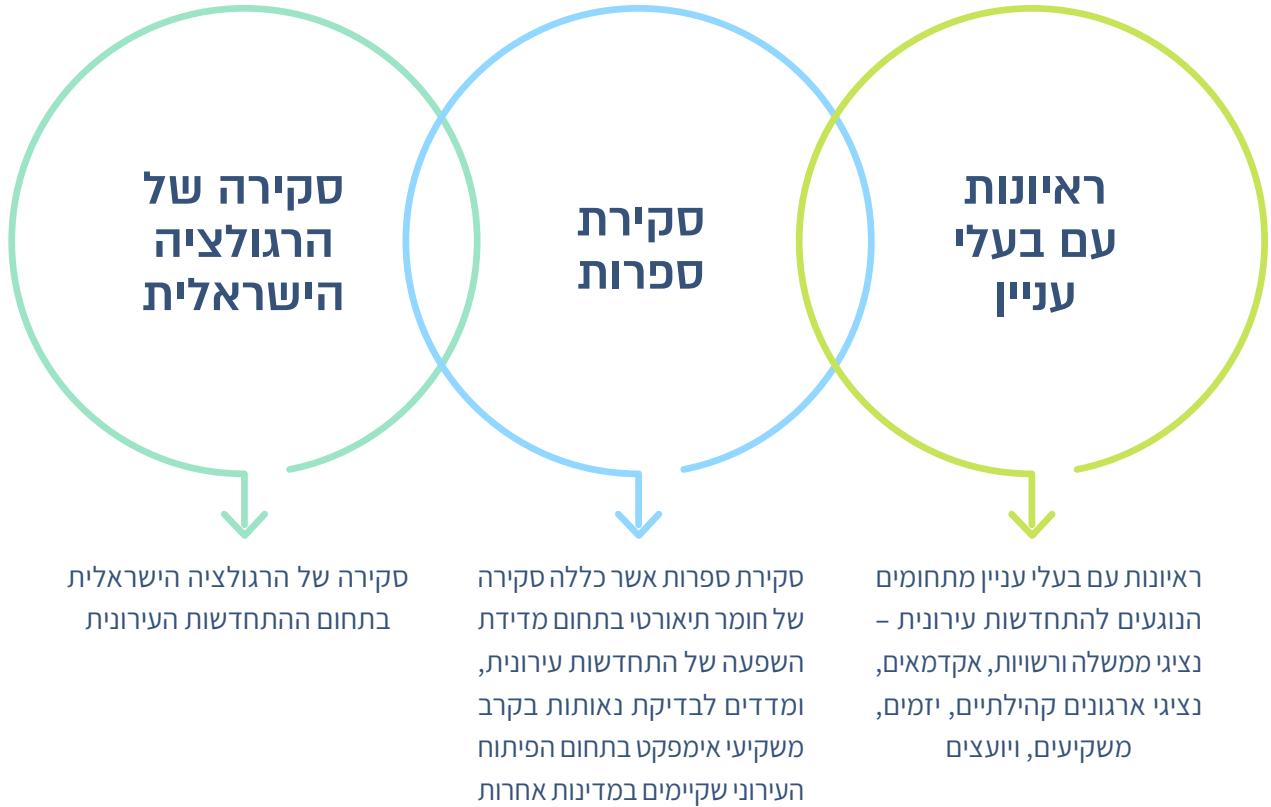 ראיונות
עם בעלי
עניין
סקירת
ספרות
סקירה של
הרגולציה
הישראלית
ראיונות עם בעלי עניין מתחומים
הנוגעים להתחדשות עירונית –
נציגי ממשלה ורשויות, אקדמאים,
נציגי ארגונים קהילתיים, יזמים,
משקיעים, ויועצים
סקירת ספרות אשר כללה סקירה
של חומר תיאורטי בתחום מדידת
השפעה של התחדשות עירונית,
ומדדים לבדיקת נאותות בקרב
משקיעי אימפקט בתחום הפיתוח
העירוני שקיימים במדינות אחרות
סקירה של הרגולציה הישראלית
בתחום ההתחדשות העירונית